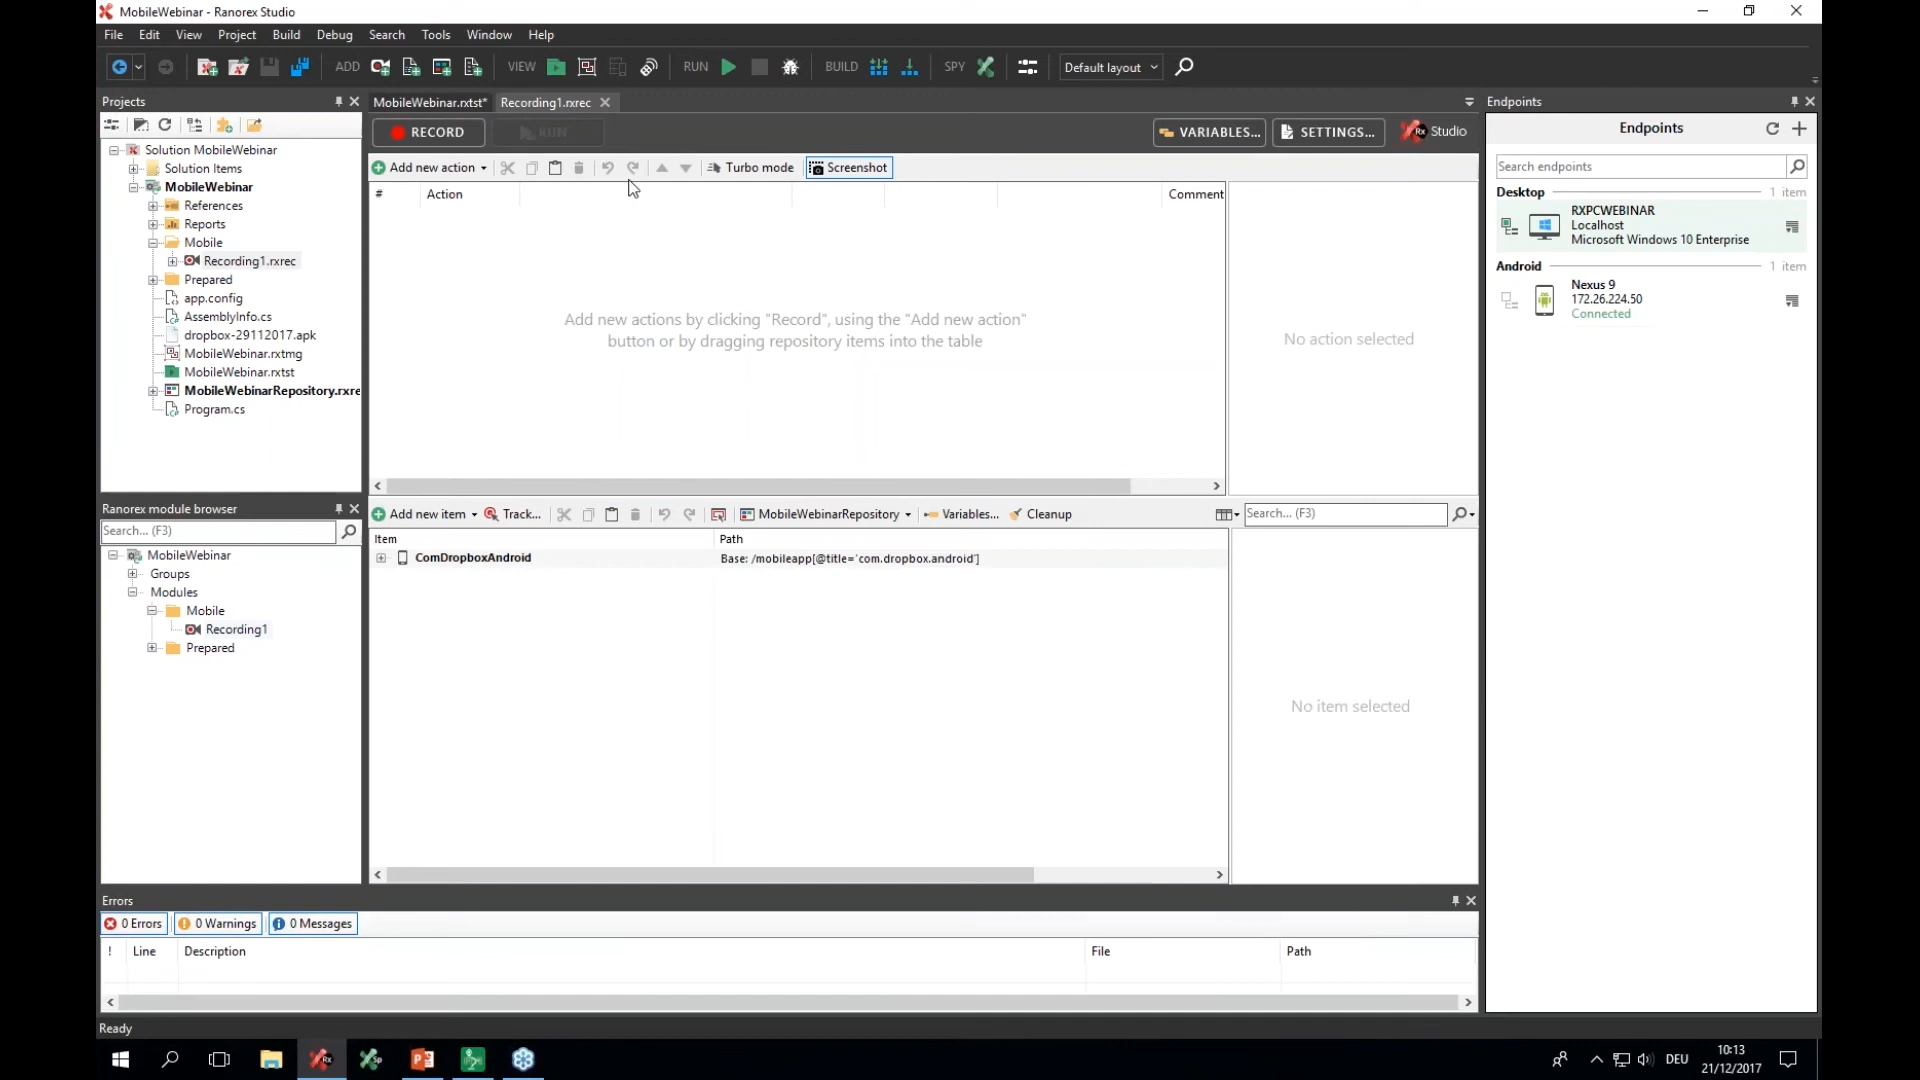 MobileWebinar - Ranorex Studio
File Edit View Project Build Debug Search Tools Window Help
ADD VIEW RUN BUILD SPY Default layout
Projects
Solution MobileWebinar
Solution Items
MobileWebinar
References
Reports
Mobile
Recording1.rxrec
Prepared
app.config
AssemblyInfo.cs
dropbox-29112017.apk
MobileWebinar.rxtmg
MobileWebinar.rxtst
MobileWebinarRepository.rxre
Program.cs
Ranorex module browser
Search... (F3)
MobileWebinar
Groups
Modules
Mobile
Recording1
Prepared
MobileWebinar.rxtst* Recording1.rxrec
RECORD RUN VARIABLES... SETTINGS... Rx Studio
Add new action Turbo mode Screenshot
# Action Comment
Add new actions by clicking "Record", using the "Add new action"
button or by dragging repository items into the table
No action selected
Add new item Track... MobileWebinarRepository Variables... Cleanup Search... (F3)
Item Path
ComDropboxAndroid Base: /mobileapp[@title='com.dropbox.android']
No item selected
Endpoints
Endpoints
Search endpoints
Desktop 1 item
RXPCWEBINAR
Localhost
Microsoft Windows 10 Enterprise
Android 1 item
Nexus 9
172.26.224.50
Connected
Errors
0 Errors 0 Warnings 0 Messages
! Line Description File Path
Ready
DEU
10:13
21/12/2017